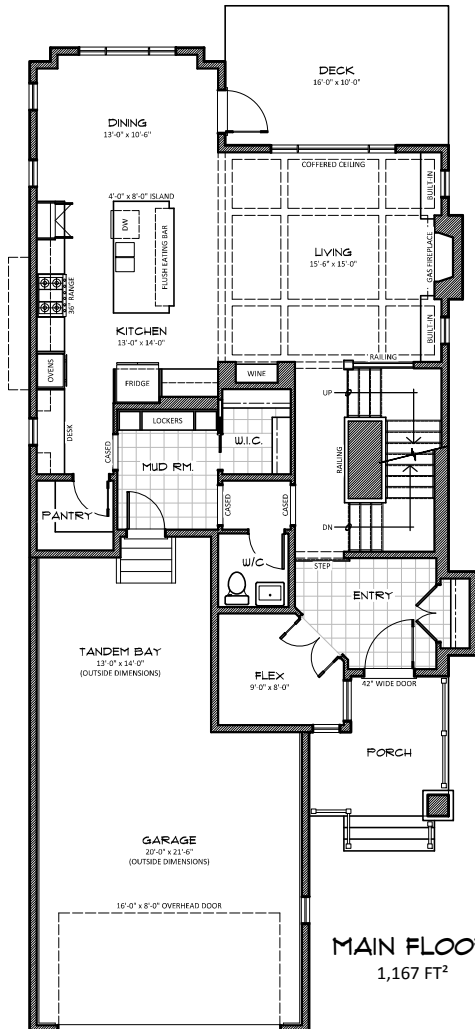 DECK
16'-0" x 10'-0"
DINING
13'-0" x 10'-6"
COFFERED CEILING
BUILT-IN
4'-0" x 8'-0" ISLAND
DW
FLUSH EATING BAR
LIVING
15'-6" x 15'-0"
GAS FIREPLACE
36" RANGE
KITCHEN
13'-0" x 14'-0"
BUILT-IN
RAILING
OVENS
FRIDGE
WINE
UP
LOCKERS
DESK
CASED
MUD RM.
W.I.C.
RAILING
PANTRY
CASED
CASED
DN
W/C
STEP
ENTRY
TANDEM BAY
13'-0" x 14'-0"
(OUTSIDE DIMENSIONS)
FLEX
9'-0" x 8'-0"
42" WIDE DOOR
PORCH
GARAGE
20'-0" x 21'-6"
(OUTSIDE DIMENSIONS)
16'-0" x 8'-0" OVERHEAD DOOR
MAIN FLOO
1,167 FT²